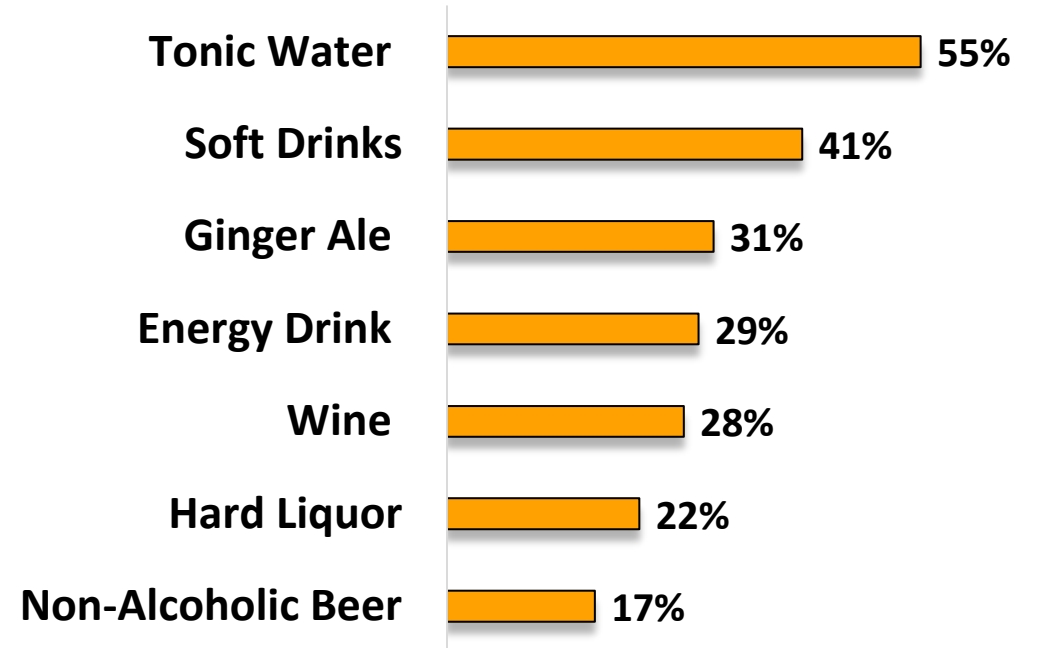 Tonic Water 55%
Soft Drinks 41%
Ginger Ale 31%
Energy Drink 29%
Wine 28%
Hard Liquor 22%
Non-Alcoholic Beer 17%